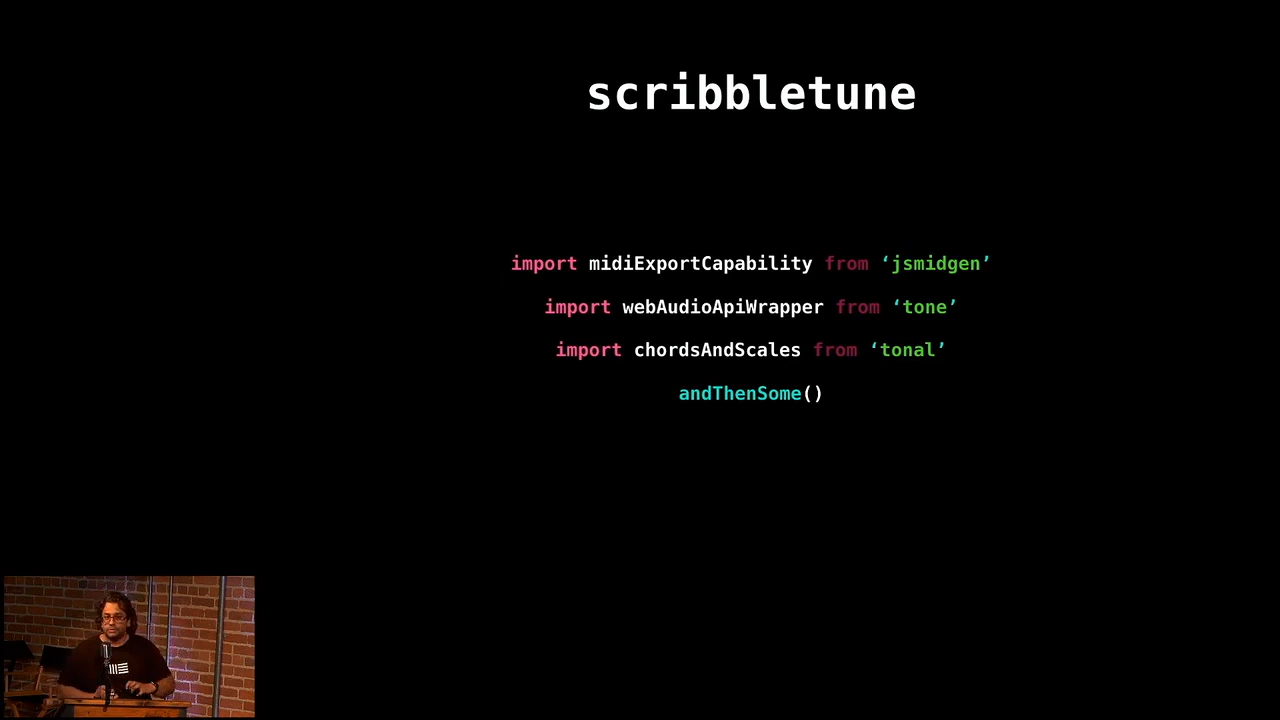 scribbletune
import midiExportCapability from ‘jsmidgen’
import webAudioApiWrapper from ‘tone’
import chordsAndScales from ‘tonal’
andThenSome()